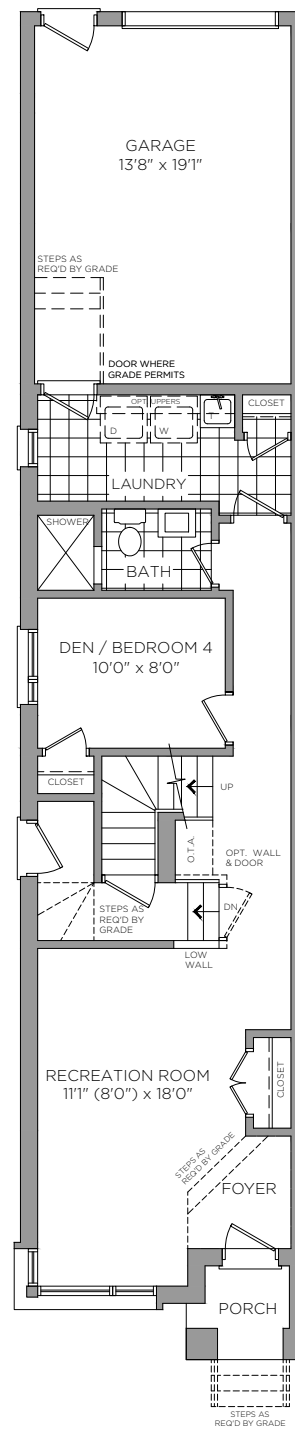 GARAGE
13'8" x 19'1"
STEPS AS
REQ'D BY GRADE
DOOR WHERE
GRADE PERMITS
OPT. UPPERS
CLOSET
D
W
T
LAUNDRY
SHOWER
BATH
DEN / BEDROOM 4
10'0" x 8'0"
CLOSET
UP
O.T.A.
OPT. WALL
& DOOR
STEPS AS
REQ'D BY
GRADE
DN
LOW
WALL
RECREATION ROOM
11'1" (8'0") x 18'0"
CLOSET
STEPS AS
REQ'D BY GRADE
FOYER
PORCH
STEPS AS
REQ'D BY GRADE